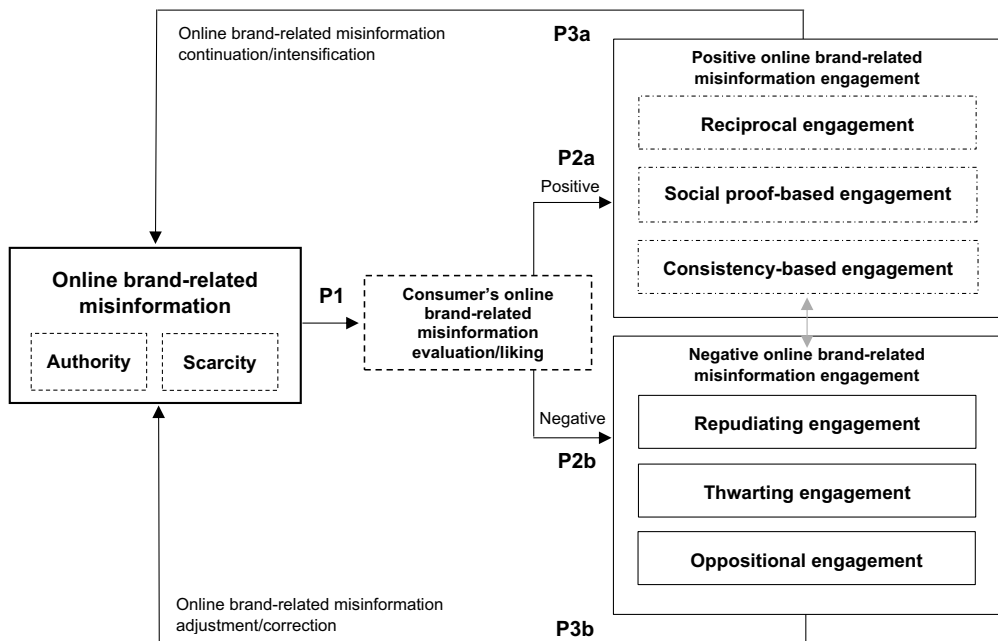 Online brand-related misinformation
continuation/intensification
P3a
Positive online brand-related
misinformation engagement
Reciprocal engagement
P2a
Positive
Social proof-based engagement
Consistency-based engagement
Online brand-related
misinformation
Authority
Scarcity
P1
Consumer’s online
brand-related
misinformation
evaluation/liking
Negative online brand-related
misinformation engagement
Negative
P2b
Repudiating engagement
Thwarting engagement
Oppositional engagement
Online brand-related misinformation
adjustment/correction
P3b